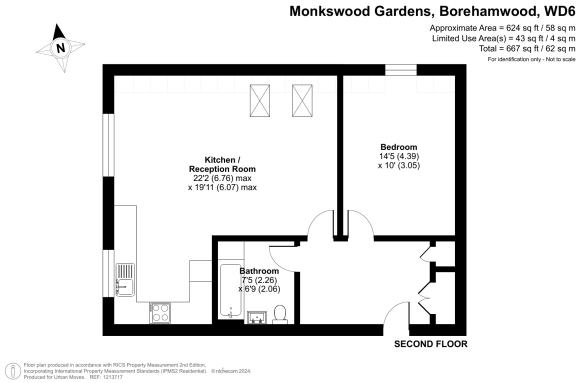 Monkswood Gardens, Borehamwood, WD6
Approximate Area = 624 sq ft / 58 sq m
Limited Use Area(s) = 43 sq ft / 4 sq m
Total = 667 sq ft / 62 sq m
For identification only - Not to scale
N
Kitchen /
Reception Room
22'2 (6.76) max
x 19'11 (6.07) max
Bedroom
14'5 (4.39)
x 10' (3.05)
Bathroom
7'5 (2.26)
x 6'9 (2.06)
SECOND FLOOR
Floor plan produced in accordance with RICS Property Measurement 2nd Edition,
Incorporating International Property Measurement Standards (IPMS2 Residential). © nichecom 2024.
Produced for Urban Moves. REF: 1213717